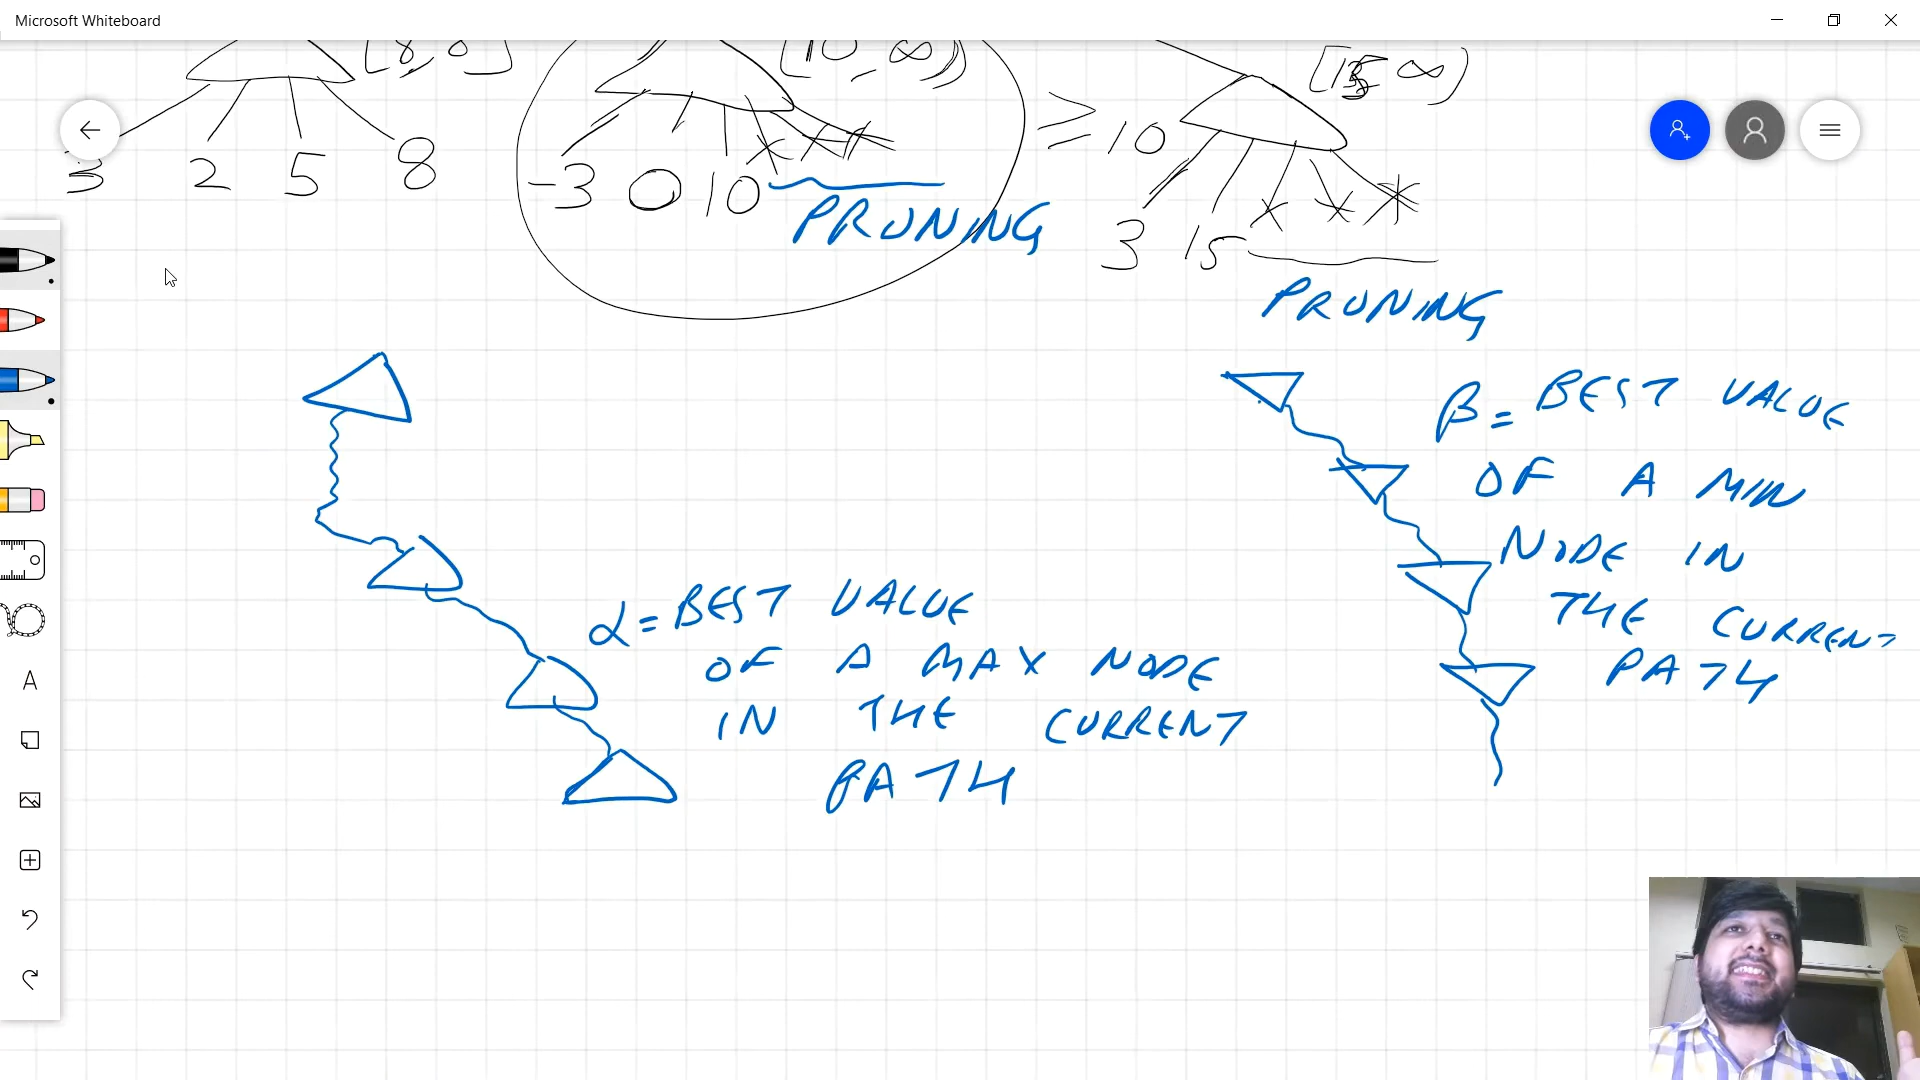 Microsoft Whiteboard
[8, 8]
[10, ∞)
[15 ∞)
3 2 5 8
-3 0 10
≥ 10
3 15
PRUNING
PRUNING
α = BEST VALUE
OF A MAX NODE
IN THE CURRENT
PATH
β = BEST VALUE
OF A MIN
NODE IN
THE CURRENT
PATH
A